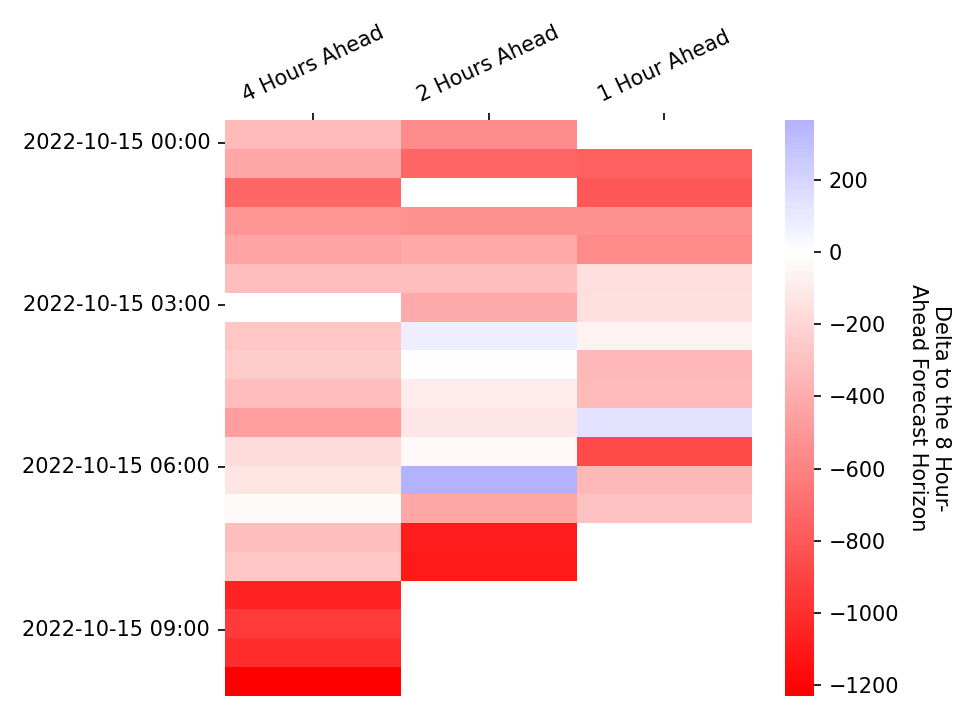 4 Hours Ahead
2 Hours Ahead
1 Hour Ahead
2022-10-15 00:00
2022-10-15 03:00
2022-10-15 06:00
2022-10-15 09:00
200
0
−200
−400
−600
−800
−1000
−1200
Delta to the 8 Hour-
Ahead Forecast Horizon